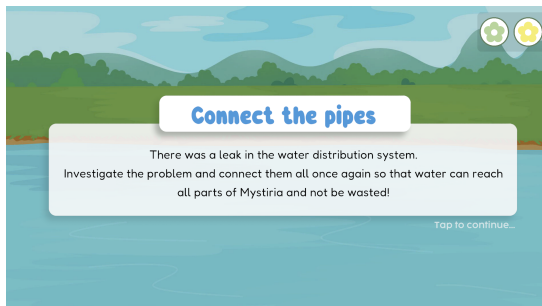 Connect the pipes
There was a leak in the water distribution system.
Investigate the problem and connect them all once again so that water can reach
all parts of Mystiria and not be wasted!
Tap to continue...